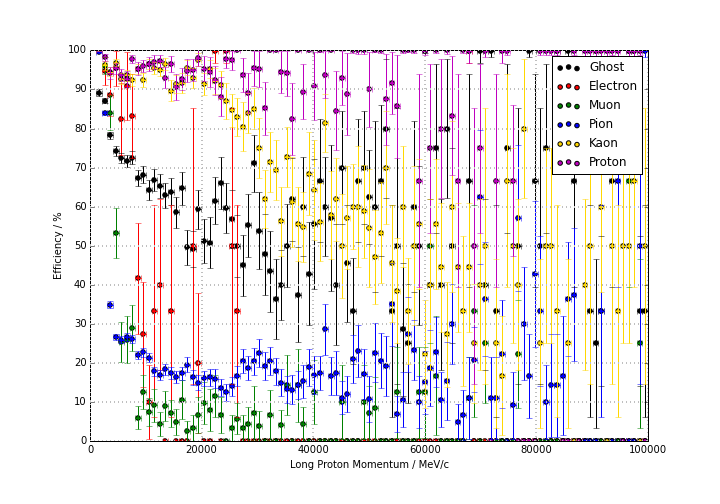 100
90
80
70
60
50
40
30
20
10
0
Efficiency / %
0
20000
40000
60000
80000
100000
Long Proton Momentum / MeV/c
Ghost
Electron
Muon
Pion
Kaon
Proton